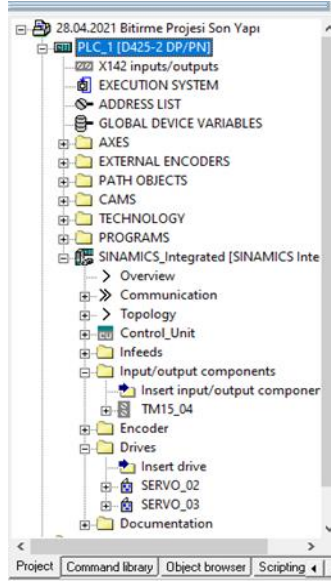 28.04.2021 Bitirme Projesi Son Yapı
PLC_1 [D425-2 DP/PN]
X142 inputs/outputs
EXECUTION SYSTEM
ADDRESS LIST
GLOBAL DEVICE VARIABLES
AXES
EXTERNAL ENCODERS
PATH OBJECTS
CAMS
TECHNOLOGY
PROGRAMS
SINAMICS_Integrated [SINAMICS Inte
Overview
Communication
Topology
Control_Unit
Infeeds
Input/output components
Insert input/output componer
TM15_04
Encoder
Drives
Insert drive
SERVO_02
SERVO_03
Documentation
Project Command library Object browser Scripting